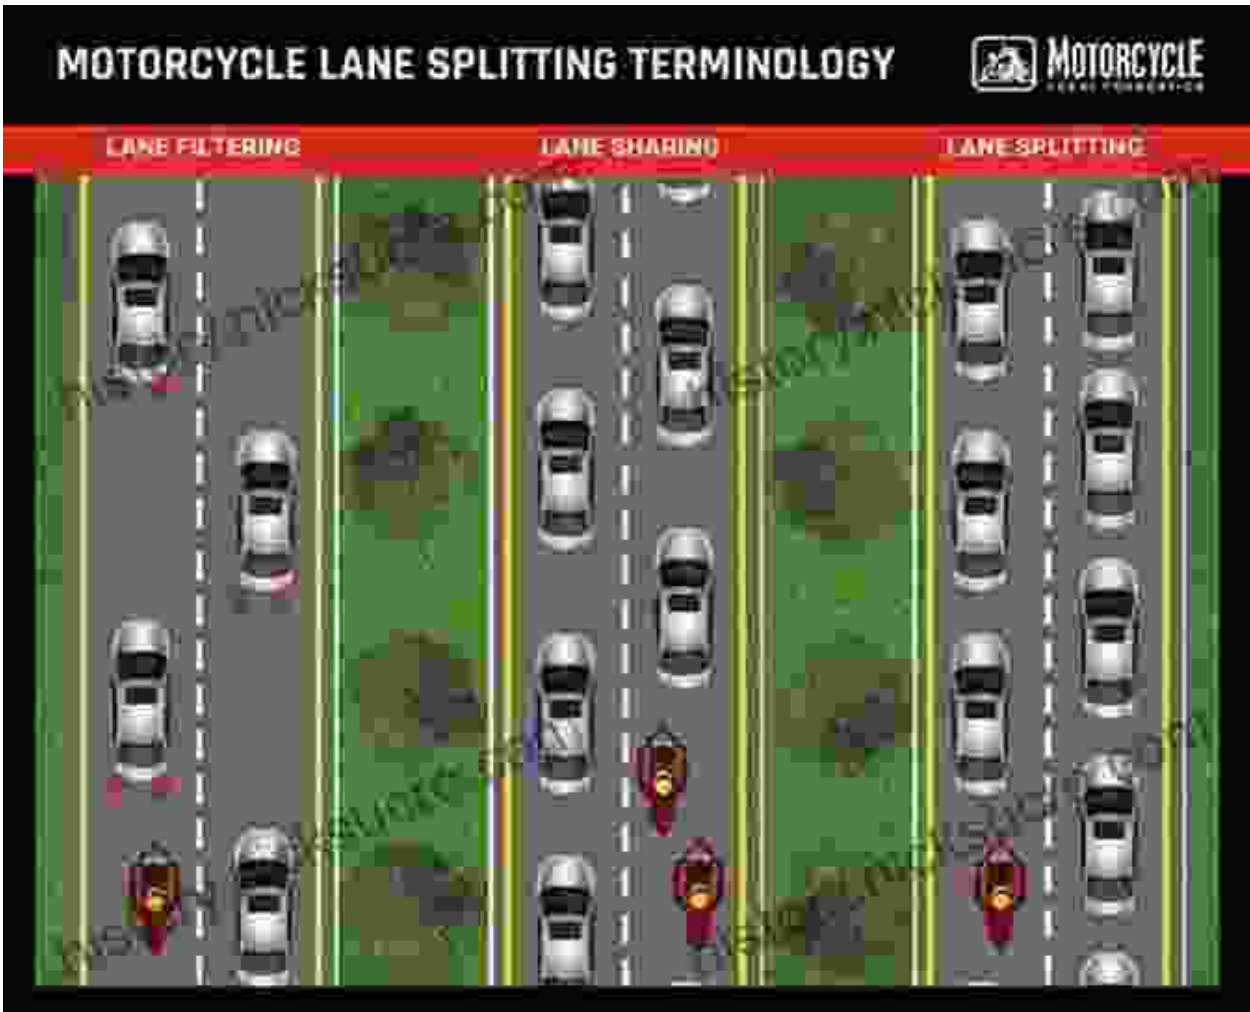 MOTORCYCLE LANE SPLITTING TERMINOLOGY
MOTORCYCLE
LANE FILTERING
LANE SHARING
LANE SPLITTING